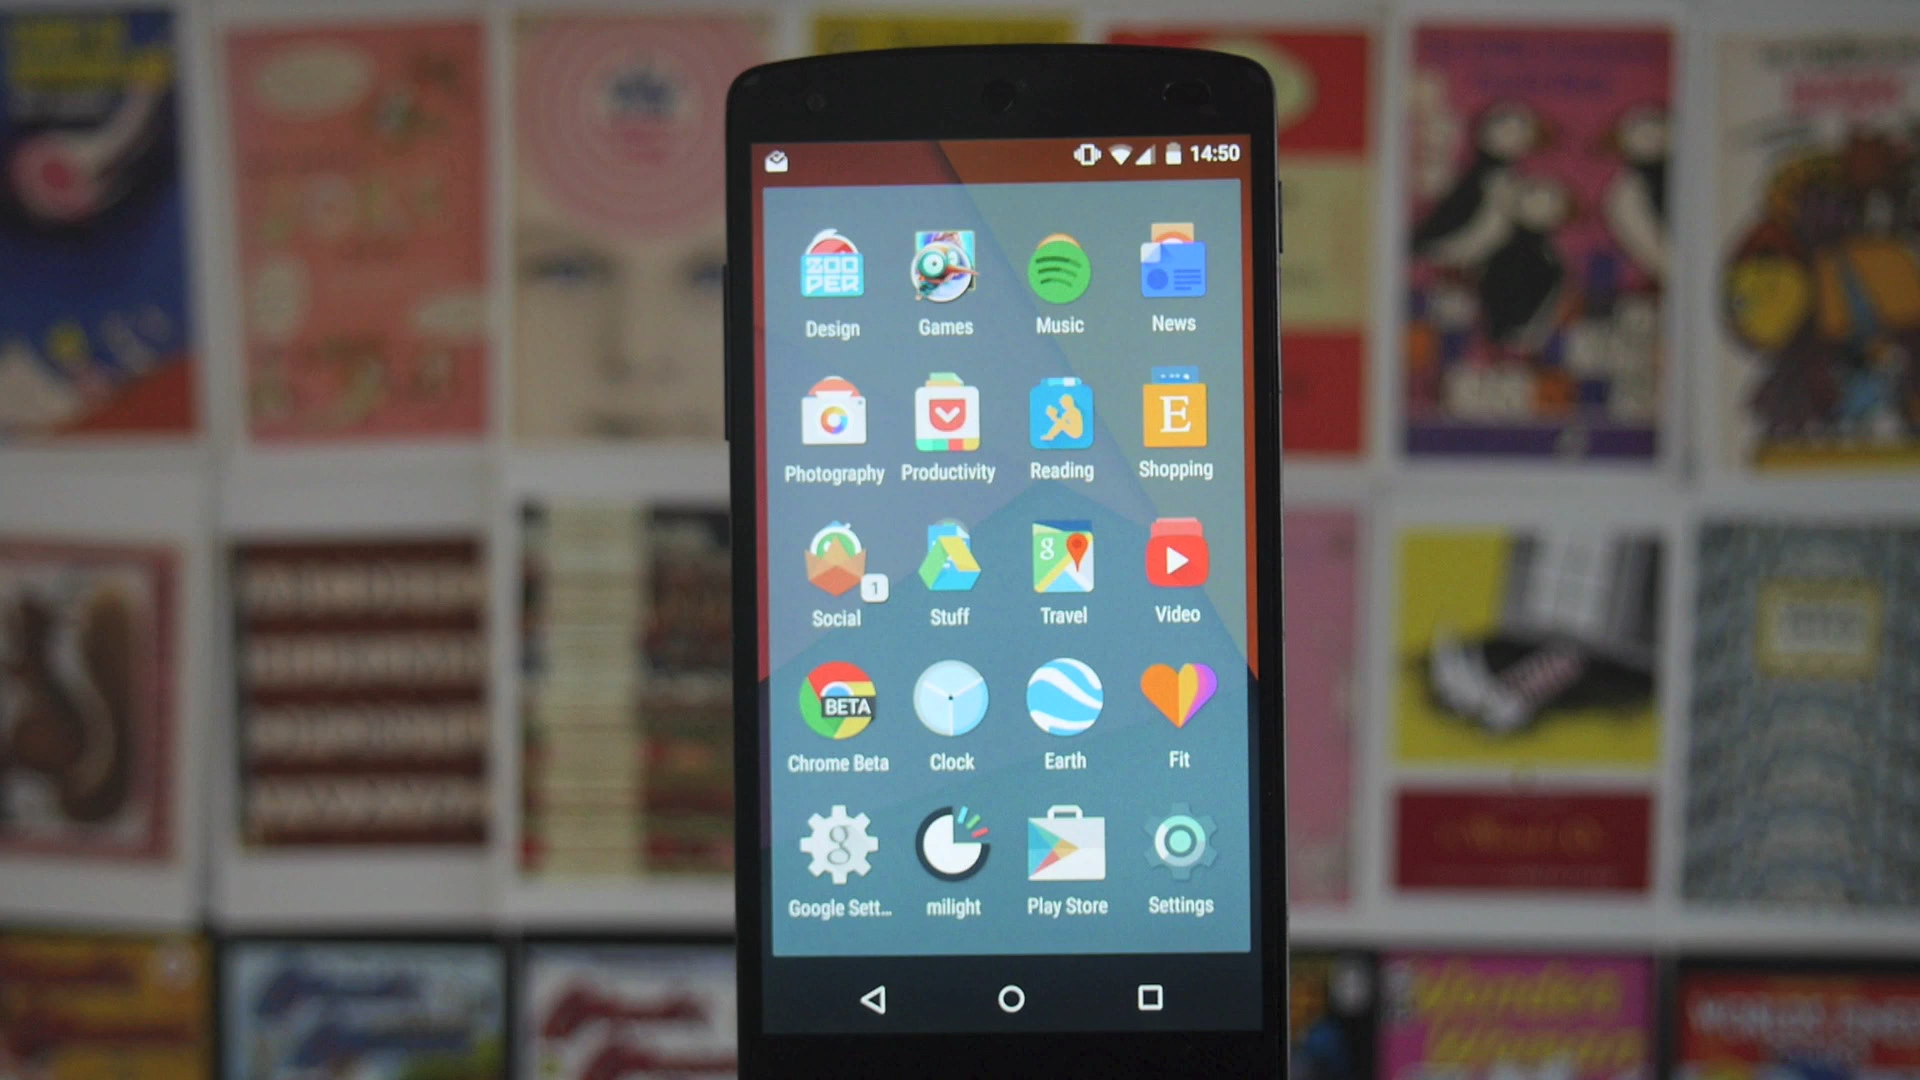 14:50
ZOO
PER
Design
Games
Music
News
E
Photography
Productivity
Reading
Shopping
g
1
Social
Stuff
Travel
Video
BETA
Chrome Beta
Clock
Earth
Fit
g
Google Sett...
milight
Play Store
Settings